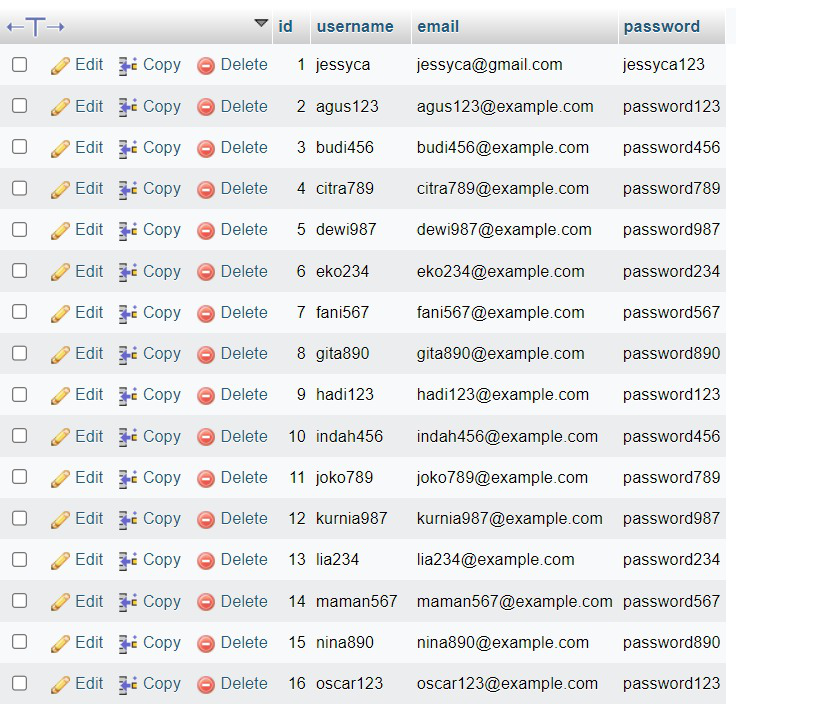 id username email password
Edit Copy Delete 1 jessyca jessyca@gmail.com jessyca123
Edit Copy Delete 2 agus123 agus123@example.com password123
Edit Copy Delete 3 budi456 budi456@example.com password456
Edit Copy Delete 4 citra789 citra789@example.com password789
Edit Copy Delete 5 dewi987 dewi987@example.com password987
Edit Copy Delete 6 eko234 eko234@example.com password234
Edit Copy Delete 7 fani567 fani567@example.com password567
Edit Copy Delete 8 gita890 gita890@example.com password890
Edit Copy Delete 9 hadi123 hadi123@example.com password123
Edit Copy Delete 10 indah456 indah456@example.com password456
Edit Copy Delete 11 joko789 joko789@example.com password789
Edit Copy Delete 12 kurnia987 kurnia987@example.com password987
Edit Copy Delete 13 lia234 lia234@example.com password234
Edit Copy Delete 14 maman567 maman567@example.com password567
Edit Copy Delete 15 nina890 nina890@example.com password890
Edit Copy Delete 16 oscar123 oscar123@example.com password123